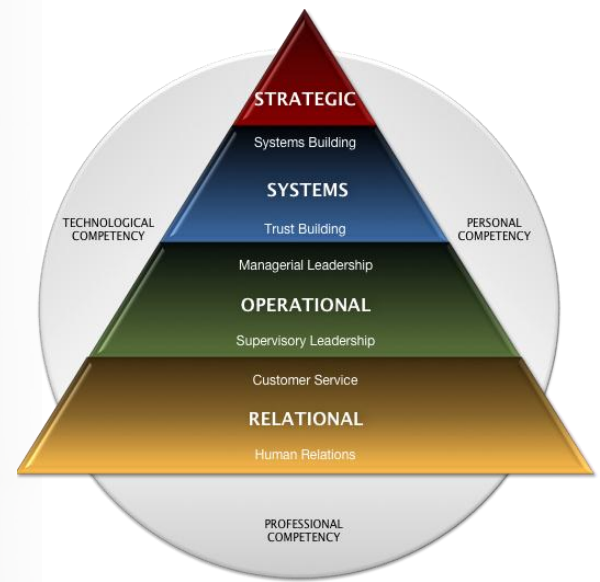 STRATEGIC
Systems Building
SYSTEMS
TECHNOLOGICAL
COMPETENCY
PERSONAL
COMPETENCY
Trust Building
Managerial Leadership
OPERATIONAL
Supervisory Leadership
Customer Service
RELATIONAL
Human Relations
PROFESSIONAL
COMPETENCY